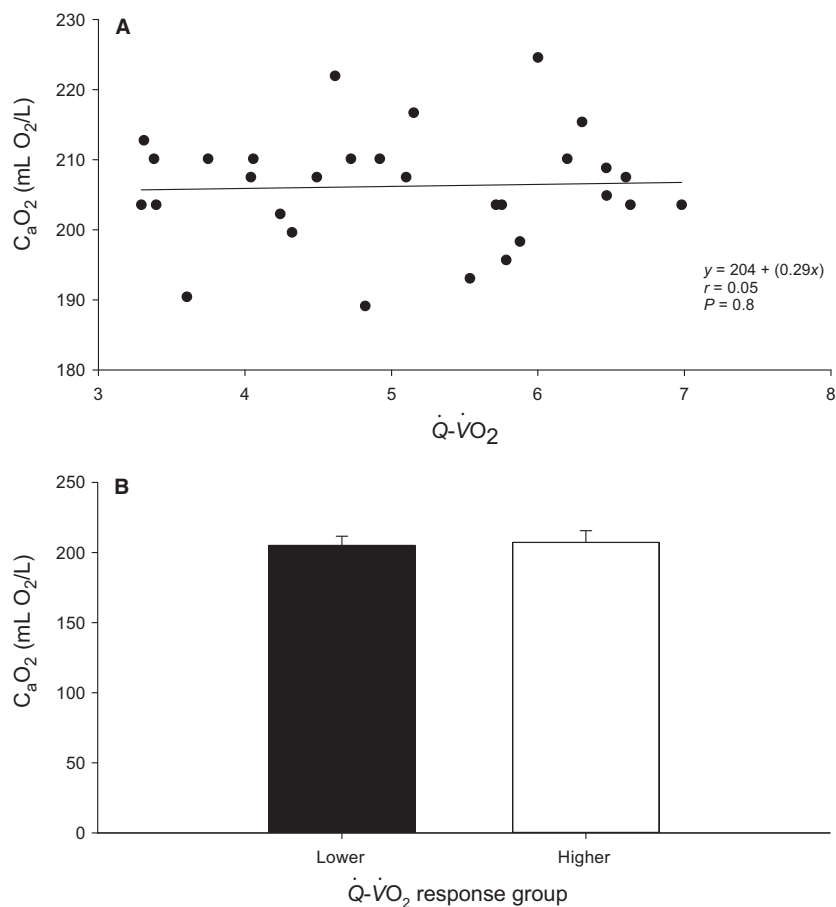 A
230
220
210
200
190
180
CₐO₂ (mL O₂/L)
y = 204 + (0.29x)
r = 0.05
P = 0.8
3 4 5 6 7 8
Q̇-V̇O₂
B
250
200
150
100
50
0
CₐO₂ (mL O₂/L)
Lower Higher
Q̇-V̇O₂ response group